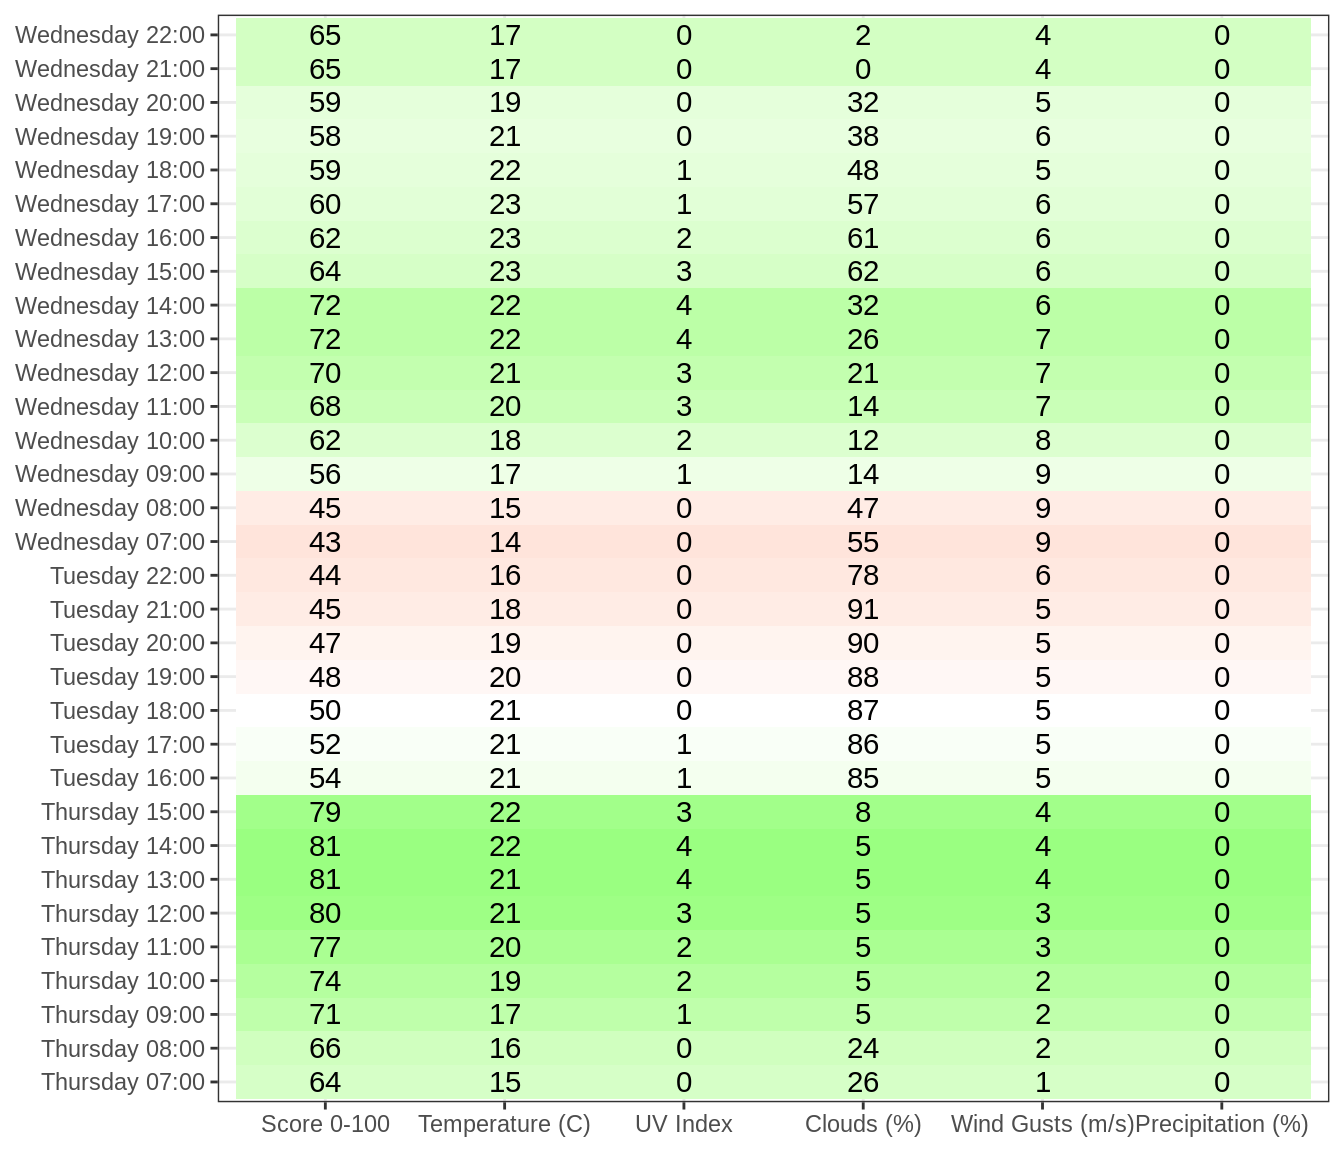 Wednesday 22:00 65 17 0 2 4 0
Wednesday 21:00 65 17 0 0 4 0
Wednesday 20:00 59 19 0 32 5 0
Wednesday 19:00 58 21 0 38 6 0
Wednesday 18:00 59 22 1 48 5 0
Wednesday 17:00 60 23 1 57 6 0
Wednesday 16:00 62 23 2 61 6 0
Wednesday 15:00 64 23 3 62 6 0
Wednesday 14:00 72 22 4 32 6 0
Wednesday 13:00 72 22 4 26 7 0
Wednesday 12:00 70 21 3 21 7 0
Wednesday 11:00 68 20 3 14 7 0
Wednesday 10:00 62 18 2 12 8 0
Wednesday 09:00 56 17 1 14 9 0
Wednesday 08:00 45 15 0 47 9 0
Wednesday 07:00 43 14 0 55 9 0
Tuesday 22:00 44 16 0 78 6 0
Tuesday 21:00 45 18 0 91 5 0
Tuesday 20:00 47 19 0 90 5 0
Tuesday 19:00 48 20 0 88 5 0
Tuesday 18:00 50 21 0 87 5 0
Tuesday 17:00 52 21 1 86 5 0
Tuesday 16:00 54 21 1 85 5 0
Thursday 15:00 79 22 3 8 4 0
Thursday 14:00 81 22 4 5 4 0
Thursday 13:00 81 21 4 5 4 0
Thursday 12:00 80 21 3 5 3 0
Thursday 11:00 77 20 2 5 3 0
Thursday 10:00 74 19 2 5 2 0
Thursday 09:00 71 17 1 5 2 0
Thursday 08:00 66 16 0 24 2 0
Thursday 07:00 64 15 0 26 1 0
Score 0-100 Temperature (C) UV Index Clouds (%) Wind Gusts (m/s) Precipitation (%)